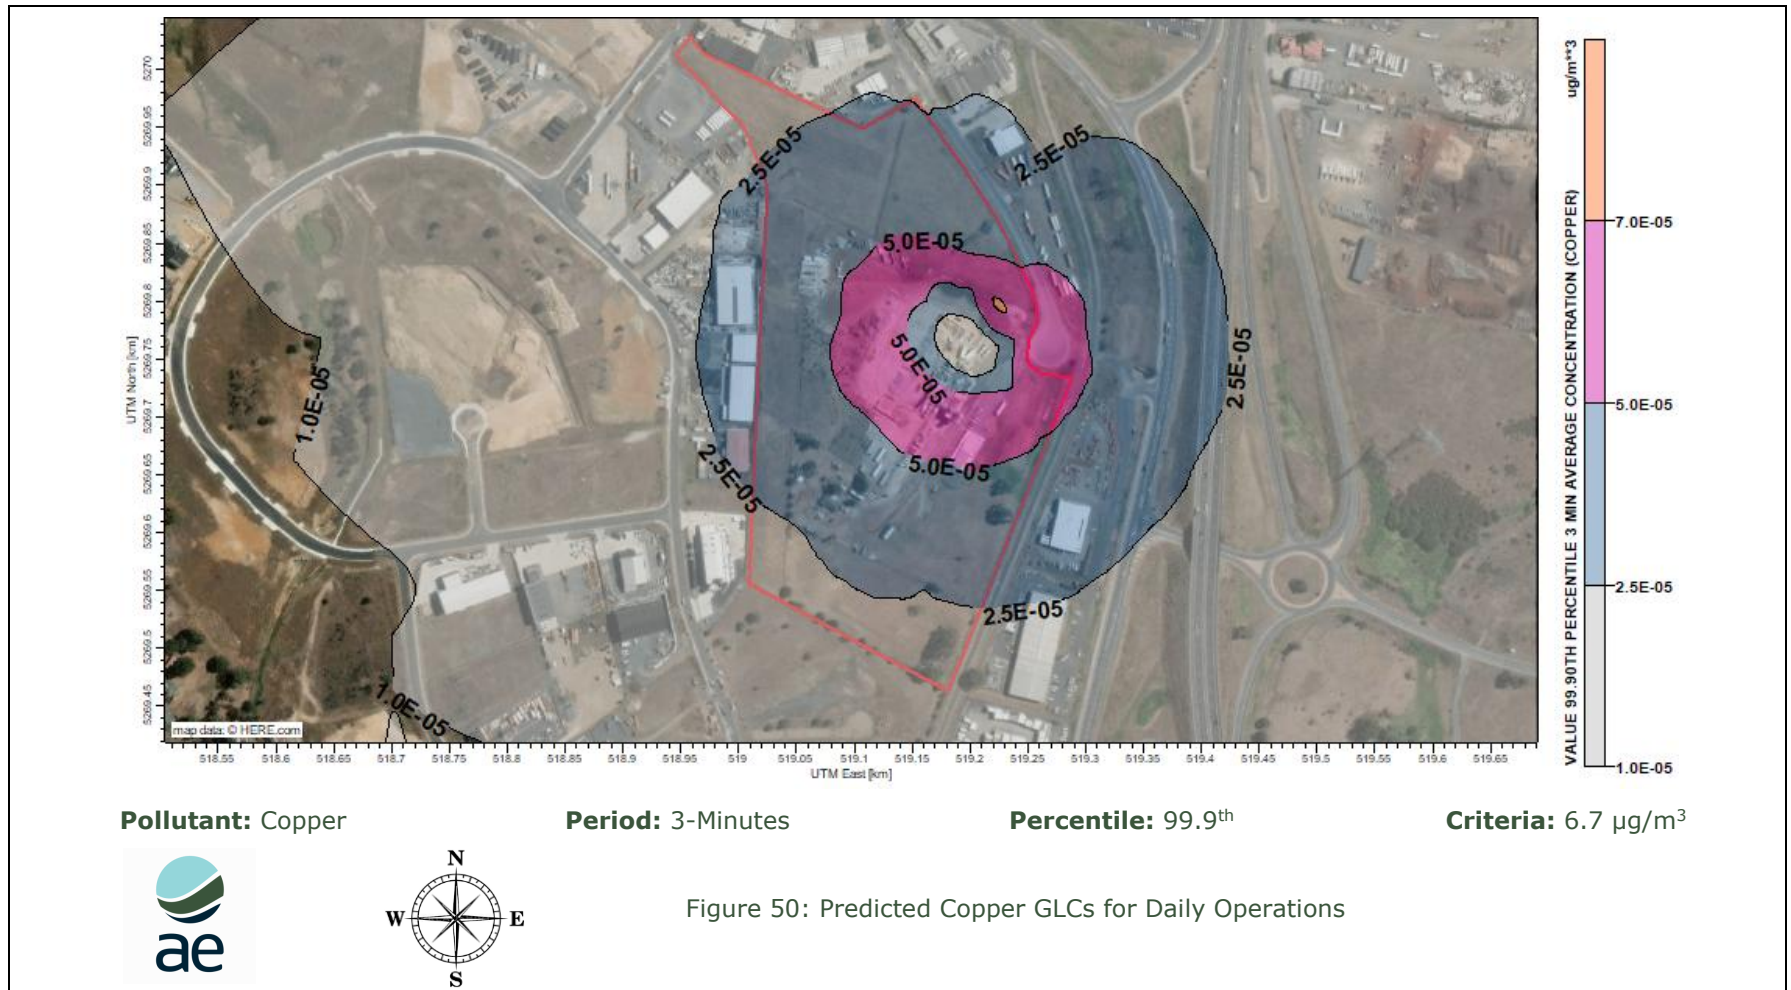 ug/m**3
VALUE 99.90TH PERCENTILE 3 MIN AVERAGE CONCENTRATION (COPPER)
7.0E-05
5.0E-05
2.5E-05
1.0E-05
2.5E-05
2.5E-05
5.0E-05
5.0E-05
2.5E-05
1.0E-05
5.0E-05
2.5E-05
2.5E-05
1.0E-05
UTM North [km]
5270
5269.95
5269.9
5269.85
5269.8
5269.75
5269.7
5269.65
5269.6
5269.55
5269.5
5269.45
map data: © HERE.com
518.55 518.6 518.65 518.7 518.75 518.8 518.85 518.9 518.95 519 519.05 519.1 519.15 519.2 519.25 519.3 519.35 519.4 519.45 519.5 519.55 519.6 519.65
UTM East [km]
Pollutant: Copper Period: 3-Minutes Percentile: 99.9th Criteria: 6.7 µg/m³
ae
N
W E
S
Figure 50: Predicted Copper GLCs for Daily Operations